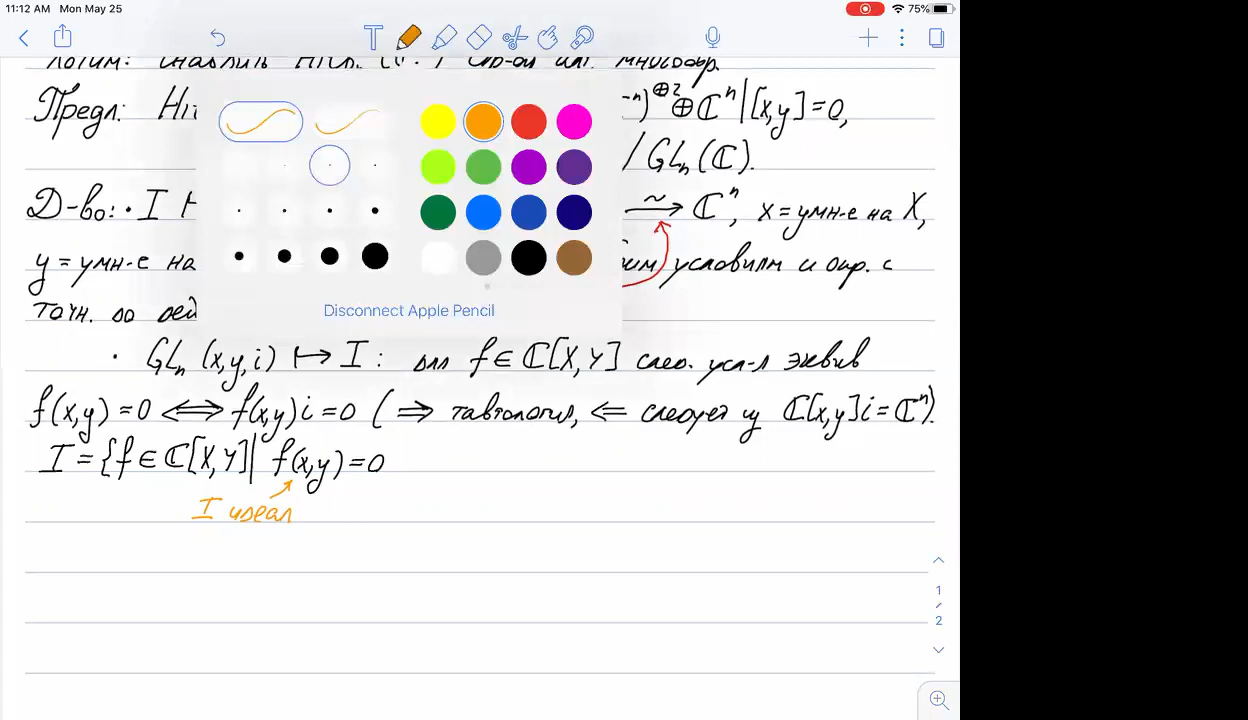 11:12 AM Mon May 25
75%
Предл: Hi -n)^⊕2 ⊕ ℂⁿ | [x,y]=0,
/ GLₙ(ℂ).
Д-во: · I ~→ ℂⁿ, x = умн-е на X,
y = умн-е на условиям и опр. с
точн. до
Disconnect Apple Pencil
· GLₙ(x,y,i) ↦ I : для f ∈ ℂ[X,Y] след. усл-я эквив
f(x,y)=0 ⟺ f(x,y)i=0 (⇒ тавтология, ⇐ следует из ℂ[x,y]i=ℂⁿ).
I = {f ∈ ℂ[X,Y] | f(x,y)=0
I идеал
1
2